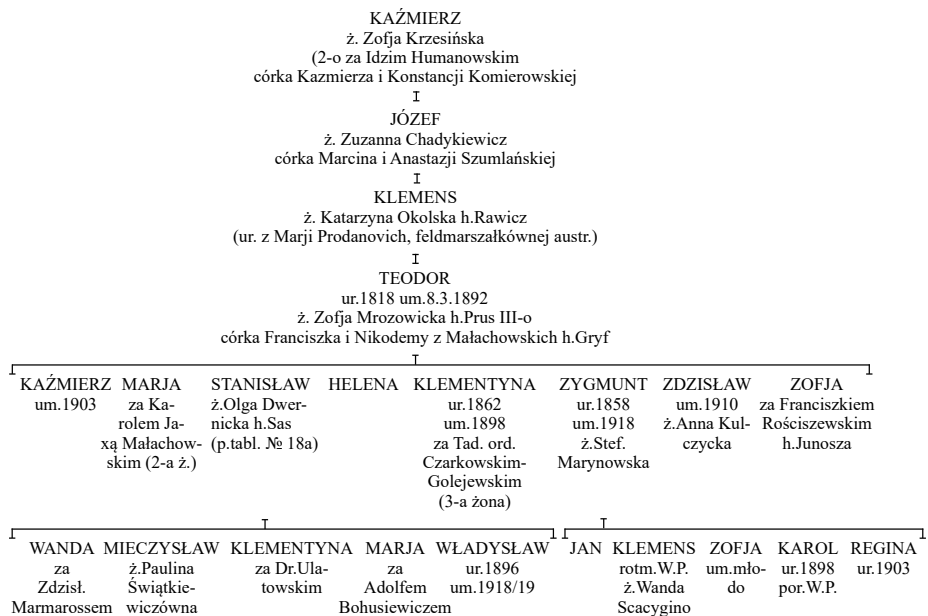 KAŹMIERZ
ż. Zofja Krzesińska
(2-o za Idzim Humanowskim
córka Kazmierza i Konstancji Komierowskiej
JÓZEF
ż. Zuzanna Chadykiewicz
córka Marcina i Anastazji Szumlańskiej
KLEMENS
ż. Katarzyna Okolska h.Rawicz
(ur. z Marji Prodanovich, feldmarszałkównej austr.)
TEODOR
ur.1818 um.8.3.1892
ż. Zofja Mrozowicka h.Prus III-o
córka Franciszka i Nikodemy z Małachowskich h.Gryf
KAŹMIERZ
um.1903
MARJA
za Ka-
rolem Ja-
xą Małachow-
skim (2-a ż.)
STANISŁAW
ż.Olga Dwer-
nicka h.Sas
(p.tabl. № 18a)
HELENA
KLEMENTYNA
ur.1862
um.1898
za Tad. ord.
Czarkowskim-
Golejewskim
(3-a żona)
ZYGMUNT
ur.1858
um.1918
ż.Stef.
Marynowska
ZDZISŁAW
um.1910
ż.Anna Kul-
czycka
ZOFJA
za Franciszkiem
Rościszewskim
h.Junosza
WANDA
za
Zdzisł.
Marmarossem
MIECZYSŁAW
ż.Paulina
Świątkie-
wiczówna
KLEMENTYNA
za Dr.Ula-
towskim
MARJA
za
Adolfem
Bohusiewiczem
WŁADYSŁAW
ur.1896
um.1918/19
JAN
KLEMENS
rotm.W.P.
ż.Wanda
Scacygino
ZOFJA
um.mło-
do
KAROL
ur.1898
por.W.P.
REGINA
ur.1903